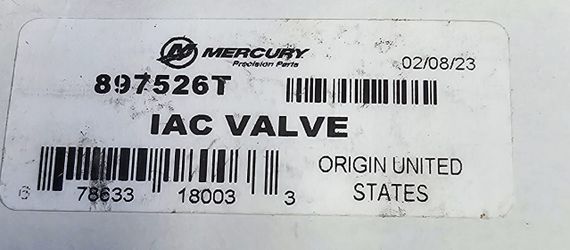 MERCURY
Precision Parts
02/08/23
897526T
IAC VALVE
6 78633 18003 3
ORIGIN UNITED
STATES